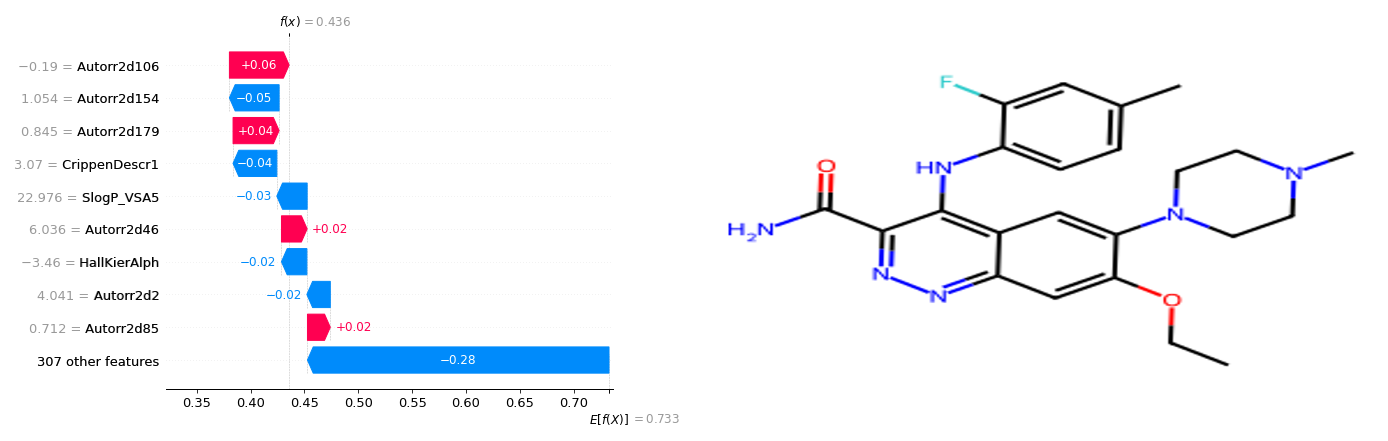 f(x) = 0.436
−0.19 = Autorr2d106
+0.06
1.054 = Autorr2d154
−0.05
0.845 = Autorr2d179
+0.04
3.07 = CrippenDescr1
−0.04
22.976 = SlogP_VSA5
−0.03
6.036 = Autorr2d46
+0.02
−3.46 = HallKierAlph
−0.02
4.041 = Autorr2d2
−0.02
0.712 = Autorr2d85
+0.02
307 other features
−0.28
0.35 0.40 0.45 0.50 0.55 0.60 0.65 0.70
E[f(X)] = 0.733
F
O
HN
N
N
H₂N
N
N
O